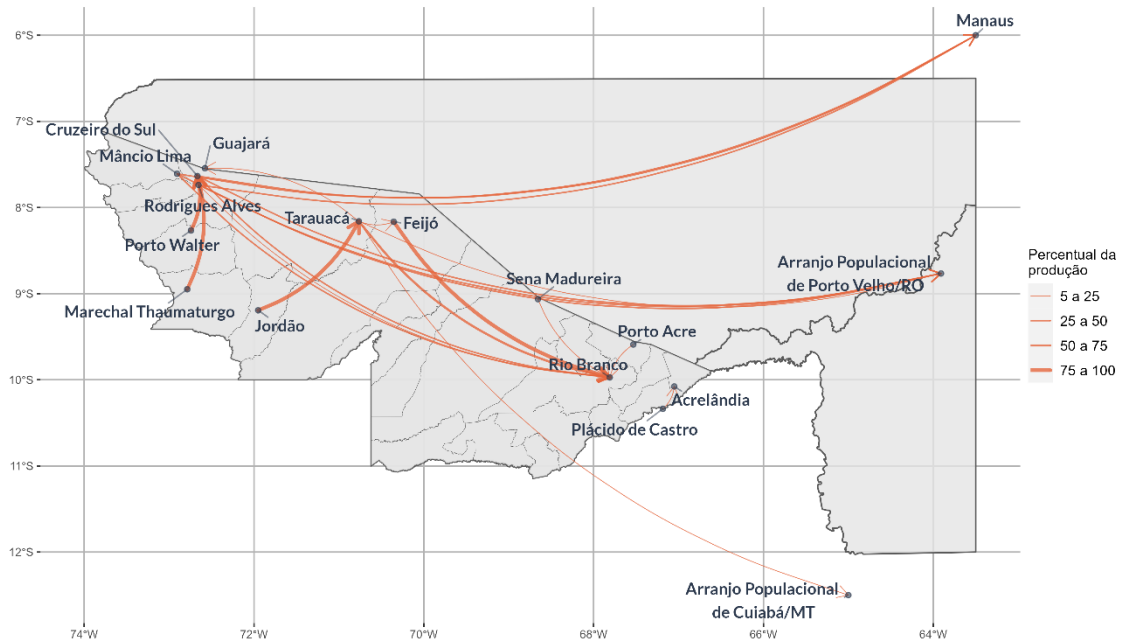 Manaus
6°S
7°S
Cruzeiro do Sul
Guajará
Mâncio Lima
8°S
Rodrigues Alves
Tarauacá
Feijó
Porto Walter
Arranjo Populacional
de Porto Velho/RO
Sena Madureira
9°S
Marechal Thaumaturgo
Jordão
Porto Acre
Rio Branco
10°S
Acrelândia
Plácido de Castro
11°S
12°S
Arranjo Populacional
de Cuiabá/MT
74°W
72°W
70°W
68°W
66°W
64°W
Percentual da
produção
5 a 25
25 a 50
50 a 75
75 a 100